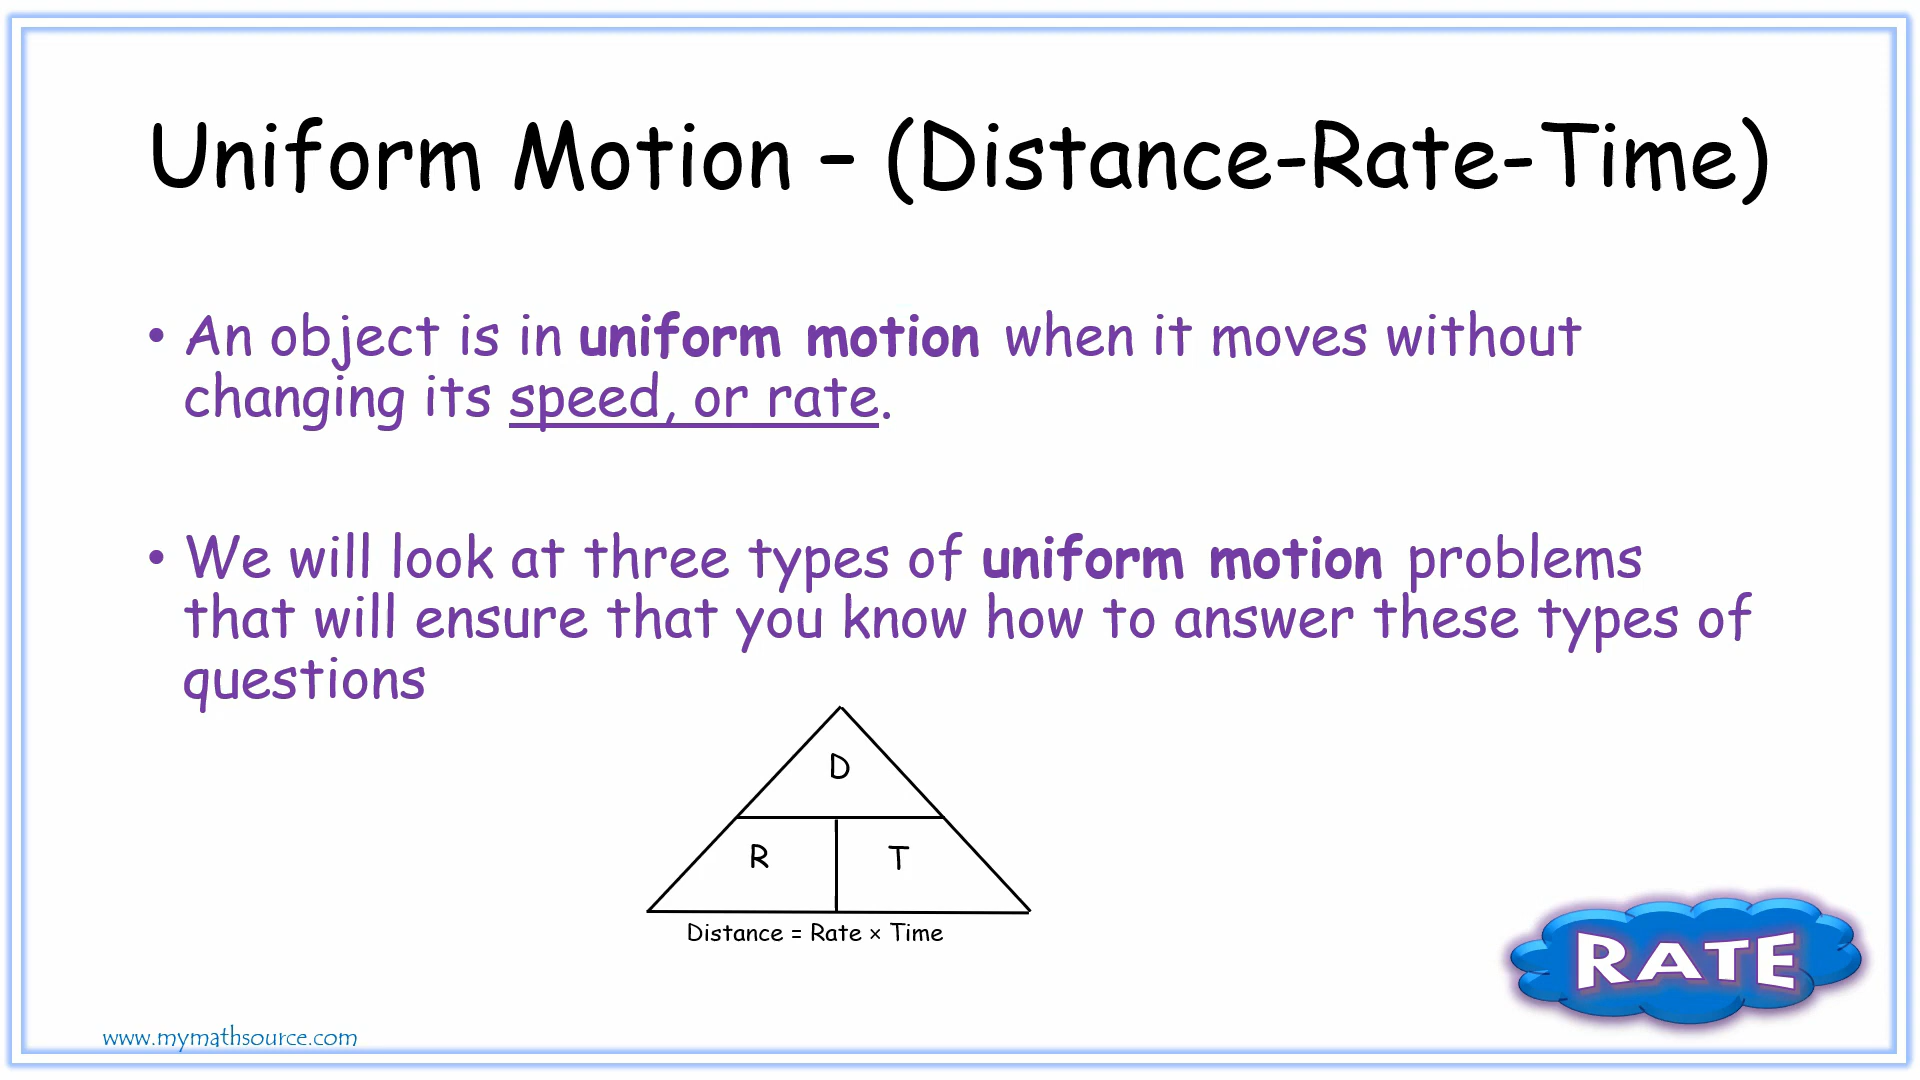 Uniform Motion – (Distance-Rate-Time)
• An object is in uniform motion when it moves without
changing its speed, or rate.
• We will look at three types of uniform motion problems
that will ensure that you know how to answer these types of
questions
D
R T
Distance = Rate × Time
RATE
www.mymathsource.com